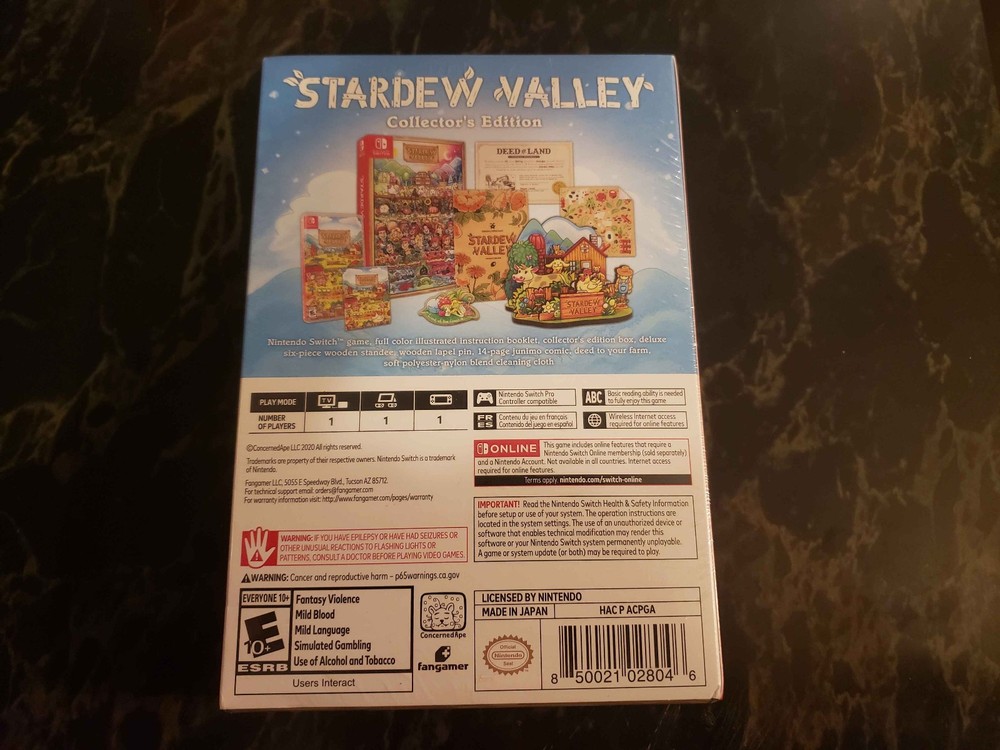 STARDEW VALLEY
Collector's Edition
DEED OF LAND
STARDEW
VALLEY
STARDEW
VALLEY
fangamer
Nintendo Switch™ game, full color illustrated instruction booklet, collector's edition box, deluxe
six-piece wooden standee, wooden lapel pin, 14-page junimo comic, deed to your farm,
soft polyester-nylon blend cleaning cloth
PLAY MODE
TV
NUMBER
OF PLAYERS
1
1
1
Nintendo Switch Pro
Controller compatible
ABC
Basic reading ability is needed
to fully enjoy this game
FR
ES
Contenu du jeu en français
Contenido del juego en español
Wireless Internet access
required for online features
©ConcernedApe LLC 2020 All rights reserved.
Trademarks are property of their respective owners. Nintendo Switch is a trademark
of Nintendo.
Fangamer LLC, 5055 E Speedway Blvd., Tucson AZ 85712.
For technical support email: orders@fangamer.com
For warranty information visit: http://www.fangamer.com/pages/warranty
ONLINE
This game includes online features that require a
Nintendo Switch Online membership (sold separately)
and a Nintendo Account. Not available in all countries. Internet access
required for online features.
Terms apply. nintendo.com/switch-online
IMPORTANT! Read the Nintendo Switch Health & Safety Information
before setup or use of your system. The operation instructions are
located in the system settings. The use of an unauthorized device or
software that enables technical modification may render this
software or your Nintendo Switch system permanently unplayable.
A game or system update (or both) may be required to play.
WARNING: IF YOU HAVE EPILEPSY OR HAVE HAD SEIZURES OR
OTHER UNUSUAL REACTIONS TO FLASHING LIGHTS OR
PATTERNS, CONSULT A DOCTOR BEFORE PLAYING VIDEO GAMES.
WARNING: Cancer and reproductive harm – p65warnings.ca.gov
EVERYONE 10+
E
10+
ESRB
Fantasy Violence
Mild Blood
Mild Language
Simulated Gambling
Use of Alcohol and Tobacco
Users Interact
ConcernedApe
fangamer
LICENSED BY NINTENDO
MADE IN JAPAN
HAC P ACPGA
Official
Nintendo
Seal
8 50021 02804 6